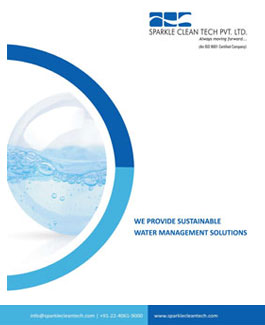 SPARKLE CLEAN TECH PVT. LTD.
Always moving forward...
(An ISO 9001 Certified Company)
WE PROVIDE SUSTAINABLE
WATER MANAGEMENT SOLUTIONS
info@sparklecleantech.com | +91 22 4061-9000 www.sparklecleantech.com